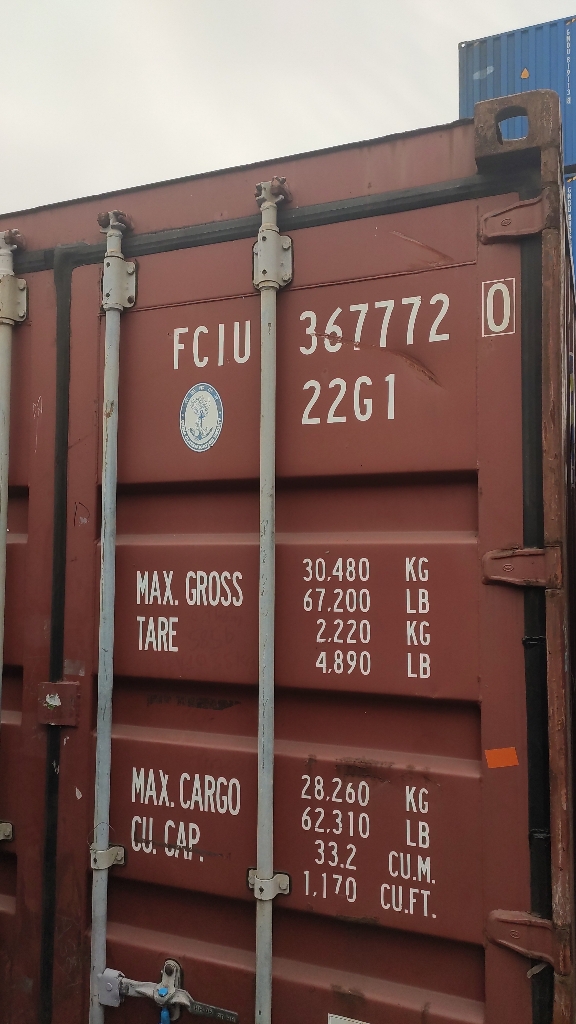 FCIU 367772 0
22G1
MAX. GROSS 30,480 KG
67,200 LB
TARE 2,220 KG
4,890 LB
MAX. CARGO 28,260 KG
62,310 LB
CU. CAP. 33.2 CU.M.
1,170 CU.FT.